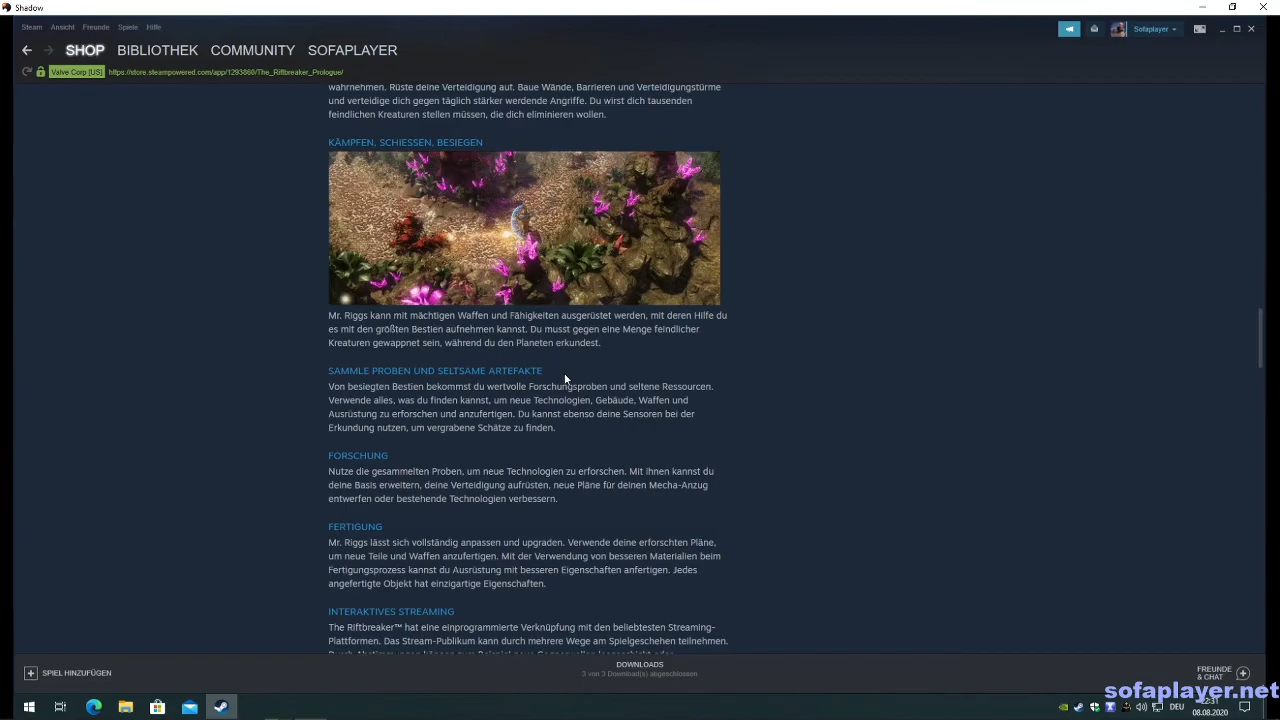 Shadow
Steam Ansicht Freunde Spiele Hilfe
Sofaplayer
SHOP BIBLIOTHEK COMMUNITY SOFAPLAYER
Valve Corp [US] https://store.steampowered.com/app/1293860/The_Riftbreaker_Prologue/
wahrnehmen. Rüste deine Verteidigung auf. Baue Wände, Barrieren und Verteidigungstürme
und verteidige dich gegen täglich stärker werdende Angriffe. Du wirst dich tausenden
feindlichen Kreaturen stellen müssen, die dich eliminieren wollen.
KÄMPFEN, SCHIESSEN, BESIEGEN
Mr. Riggs kann mit mächtigen Waffen und Fähigkeiten ausgerüstet werden, mit deren Hilfe du
es mit den größten Bestien aufnehmen kannst. Du musst gegen eine Menge feindlicher
Kreaturen gewappnet sein, während du den Planeten erkundest.
SAMMLE PROBEN UND SELTSAME ARTEFAKTE
Von besiegten Bestien bekommst du wertvolle Forschungsproben und seltene Ressourcen.
Verwende alles, was du finden kannst, um neue Technologien, Gebäude, Waffen und
Ausrüstung zu erforschen und anzufertigen. Du kannst ebenso deine Sensoren bei der
Erkundung nutzen, um vergrabene Schätze zu finden.
FORSCHUNG
Nutze die gesammelten Proben, um neue Technologien zu erforschen. Mit Ihnen kannst du
deine Basis erweitern, deine Verteidigung aufrüsten, neue Pläne für deinen Mecha-Anzug
entwerfen oder bestehende Technologien verbessern.
FERTIGUNG
Mr. Riggs lässt sich vollständig anpassen und upgraden. Verwende deine erforschten Pläne,
um neue Teile und Waffen anzufertigen. Mit der Verwendung von besseren Materialien beim
Fertigungsprozess kannst du Ausrüstung mit besseren Eigenschaften anfertigen. Jedes
angefertigte Objekt hat einzigartige Eigenschaften.
INTERAKTIVES STREAMING
The Riftbreaker™ hat eine einprogrammierte Verknüpfung mit den beliebtesten Streaming-
Plattformen. Das Stream-Publikum kann durch mehrere Wege am Spielgeschehen teilnehmen.
SPIEL HINZUFÜGEN
DOWNLOADS
3 von 3 Download(s) abgeschlossen
FREUNDE
& CHAT
sofaplayer.net
DEU
22:31
08.08.2020